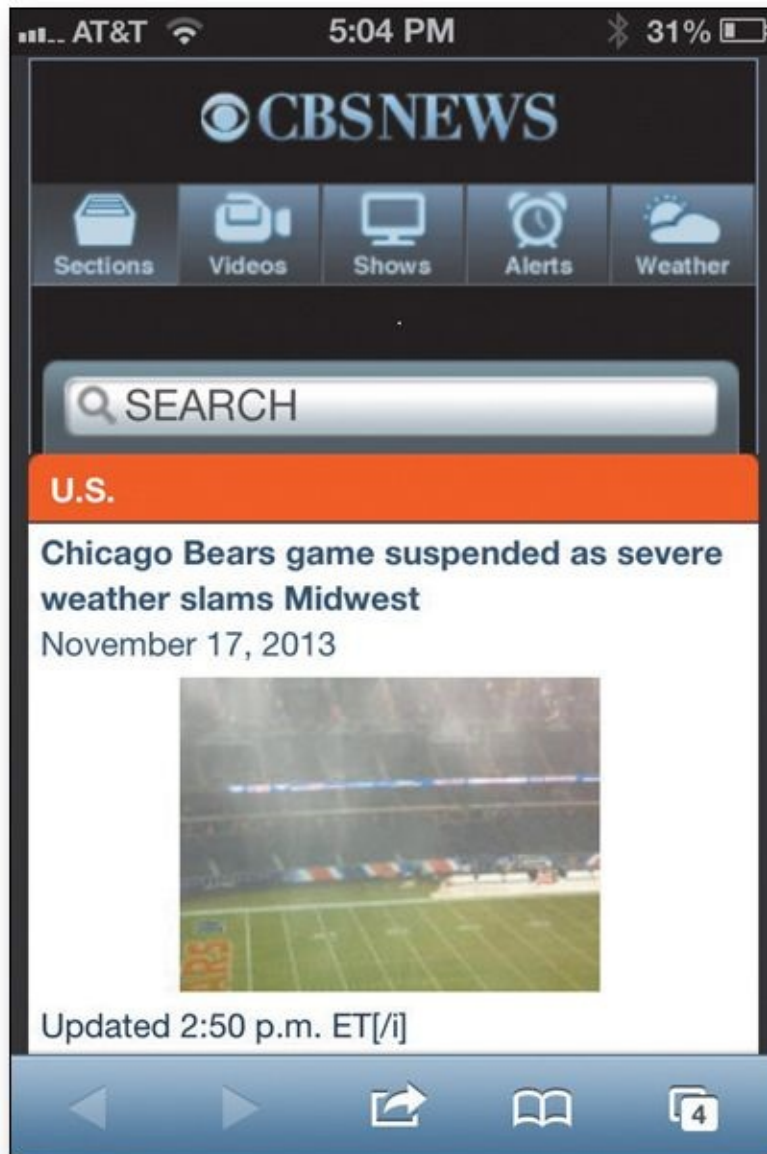 AT&T 5:04 PM 31%
CBSNEWS
Sections Videos Shows Alerts Weather
SEARCH
U.S.
Chicago Bears game suspended as severe
weather slams Midwest
November 17, 2013
ARS
Updated 2:50 p.m. ET[/i]
4